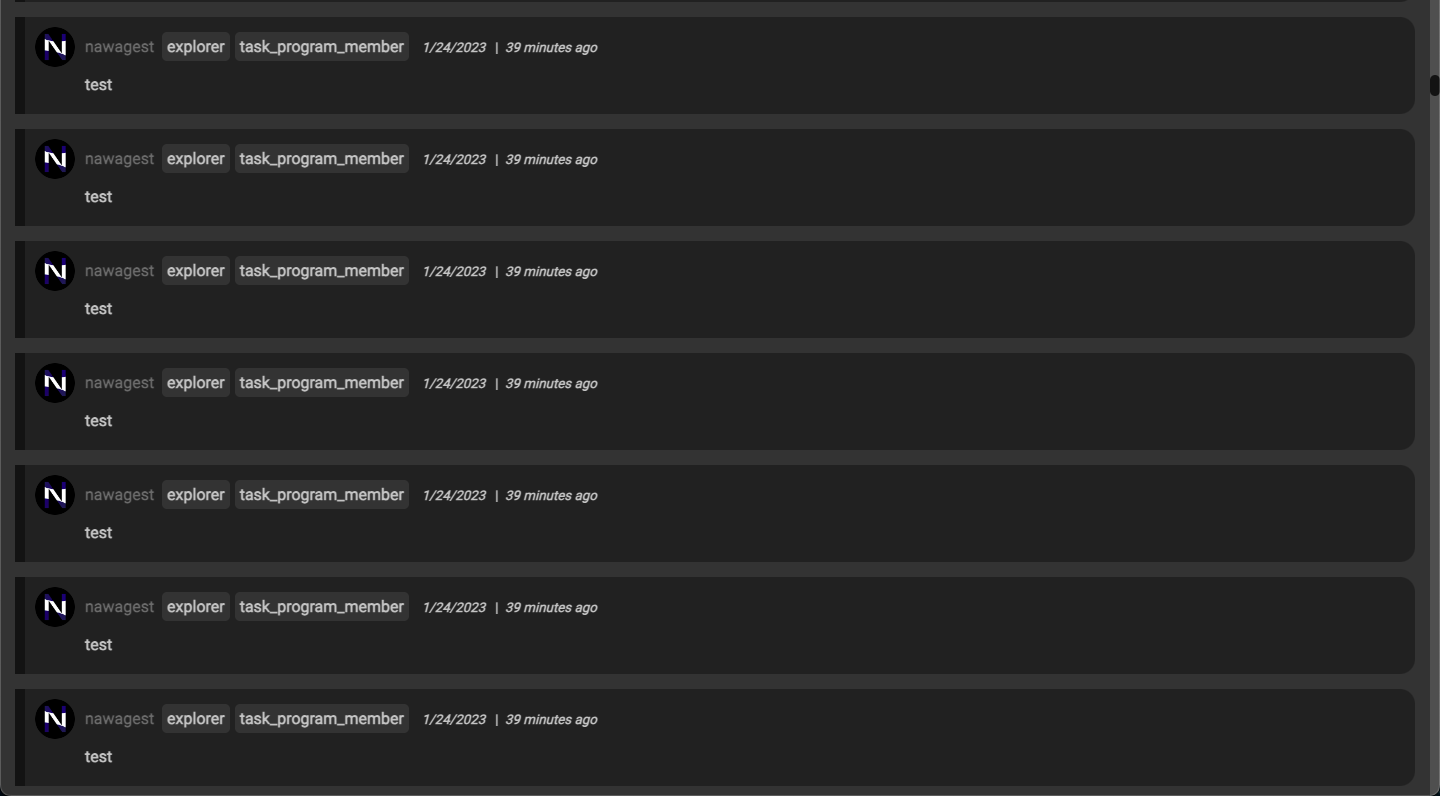 nawagest explorer task_program_member 1/24/2023 | 39 minutes ago
test
nawagest explorer task_program_member 1/24/2023 | 39 minutes ago
test
nawagest explorer task_program_member 1/24/2023 | 39 minutes ago
test
nawagest explorer task_program_member 1/24/2023 | 39 minutes ago
test
nawagest explorer task_program_member 1/24/2023 | 39 minutes ago
test
nawagest explorer task_program_member 1/24/2023 | 39 minutes ago
test
nawagest explorer task_program_member 1/24/2023 | 39 minutes ago
test